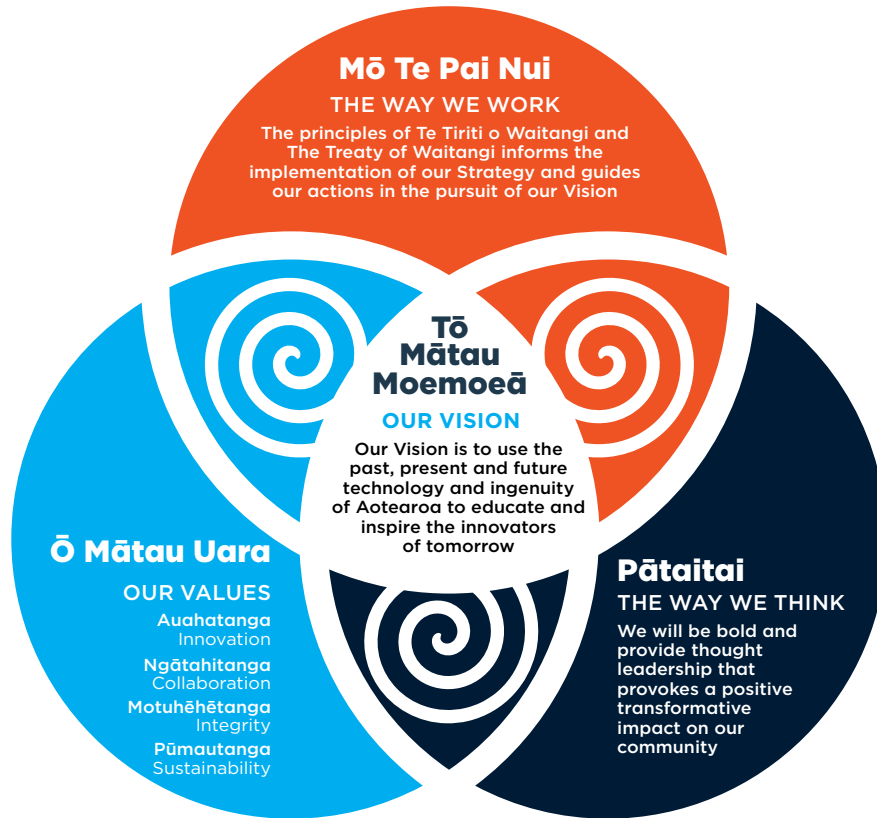 Mō Te Pai Nui
THE WAY WE WORK
The principles of Te Tiriti o Waitangi and
The Treaty of Waitangi informs the
implementation of our Strategy and guides
our actions in the pursuit of our Vision
Tō
Mātau
Moemoeā
OUR VISION
Our Vision is to use the
past, present and future
technology and ingenuity
of Aotearoa to educate and
inspire the innovators
of tomorrow
Ō Mātau Uara
OUR VALUES
Auahatanga
Innovation
Ngātahitanga
Collaboration
Motuhēhētanga
Integrity
Pūmautanga
Sustainability
Pātaitai
THE WAY WE THINK
We will be bold and
provide thought
leadership that
provokes a positive
transformative
impact on our
community